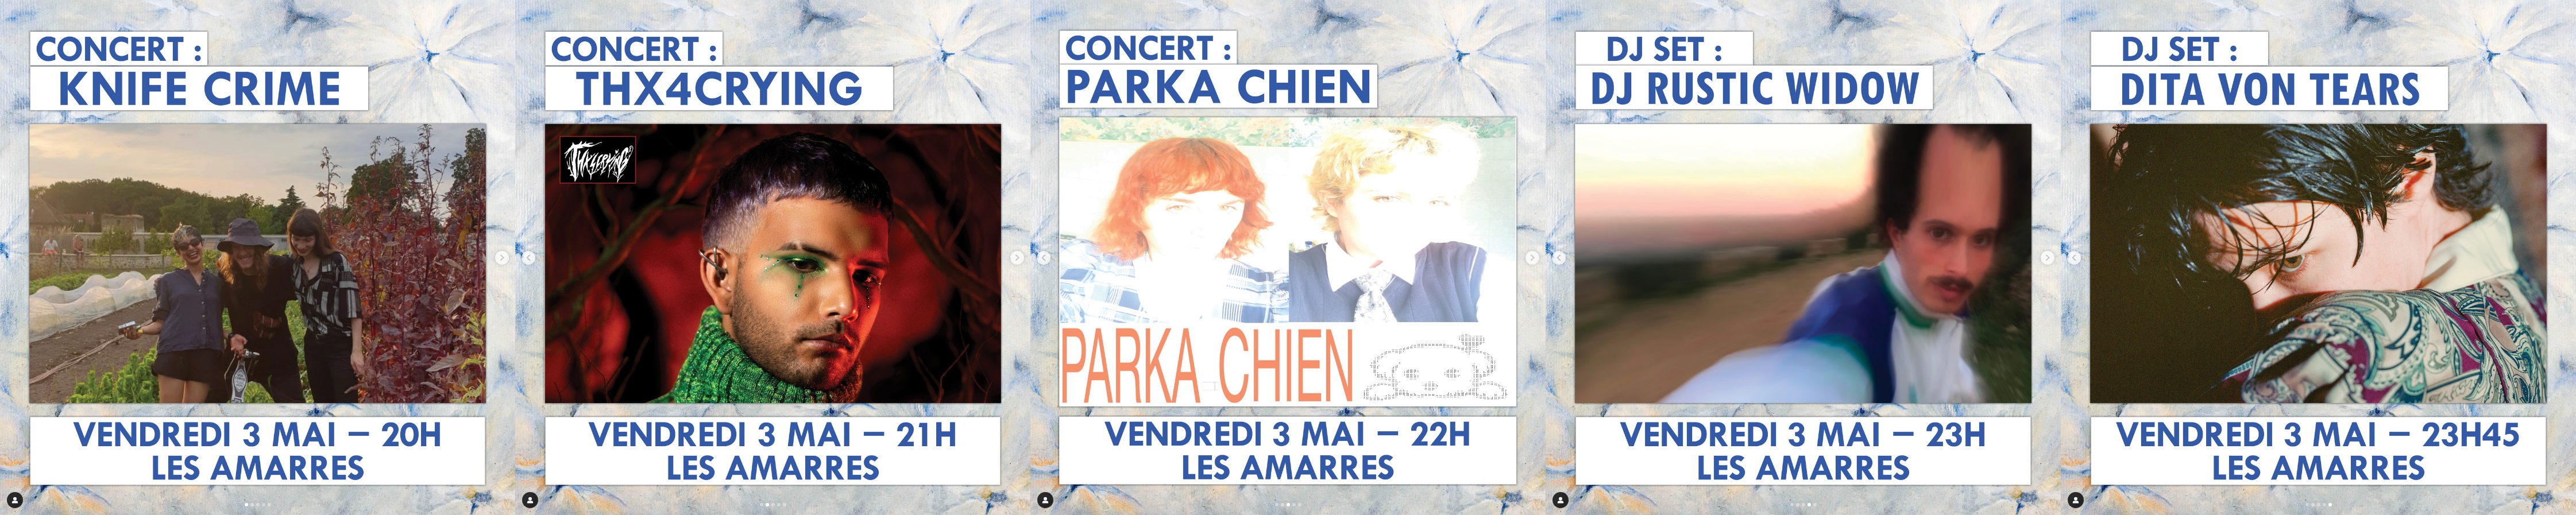 CONCERT :
KNIFE CRIME
VENDREDI 3 MAI – 20H
LES AMARRES
CONCERT :
THX4CRYING
THX4CRYING
VENDREDI 3 MAI – 21H
LES AMARRES
CONCERT :
PARKA CHIEN
PARKA CHIEN
VENDREDI 3 MAI – 22H
LES AMARRES
DJ SET :
DJ RUSTIC WIDOW
VENDREDI 3 MAI – 23H
LES AMARRES
DJ SET :
DITA VON TEARS
VENDREDI 3 MAI – 23H45
LES AMARRES